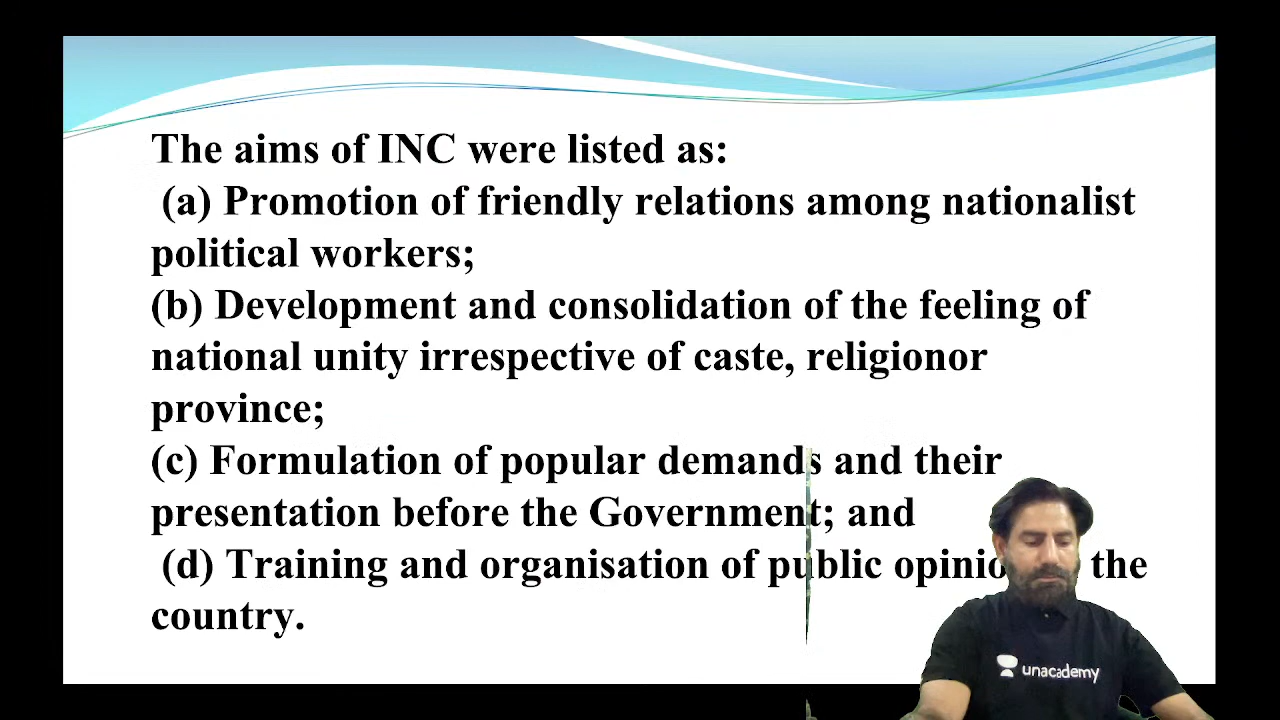 The aims of INC were listed as:
(a) Promotion of friendly relations among nationalist
political workers;
(b) Development and consolidation of the feeling of
national unity irrespective of caste, religionor
province;
(c) Formulation of popular demands and their
presentation before the Government; and
(d) Training and organisation of public the
country.
unacademy